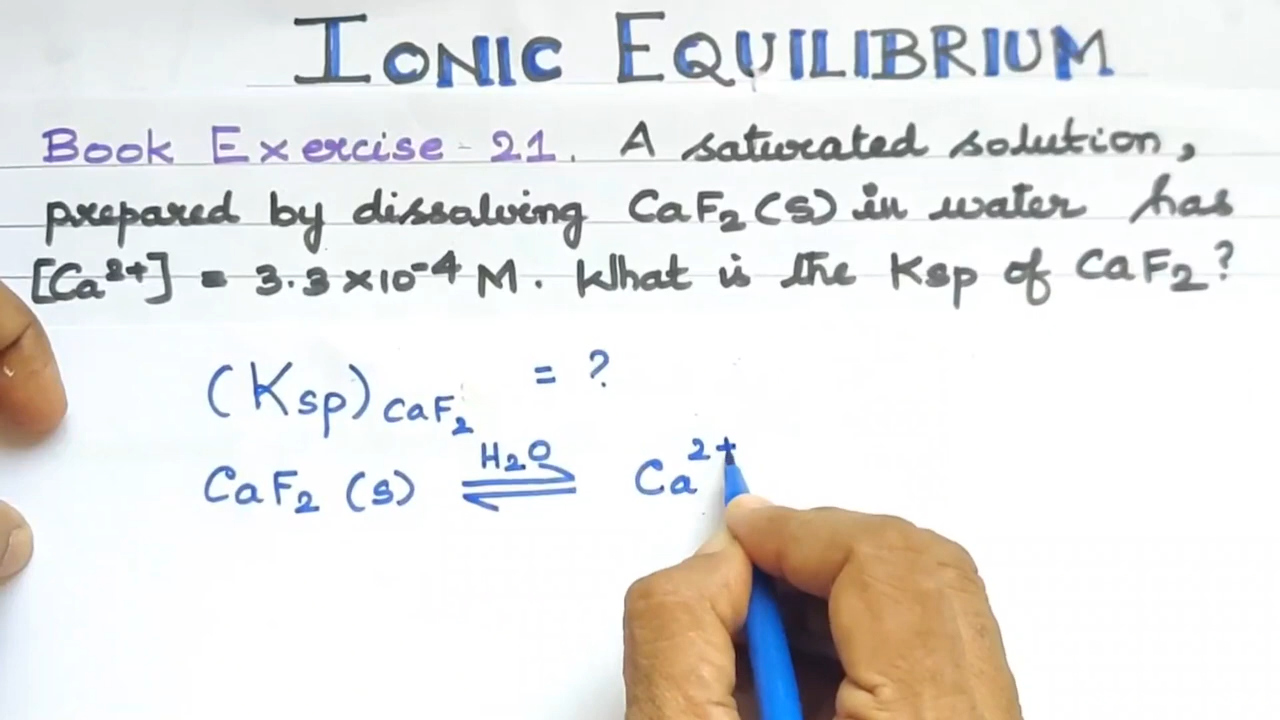 IONIC EQUILIBRIUM
Book Exercise - 21. A saturated solution,
prepared by dissolving CaF₂ (s) in water has
[Ca²⁺] = 3.3 × 10⁻⁴ M. What is the Ksp of CaF₂?
(Ksp) CaF₂ = ?
CaF₂ (s) ⇌ H₂O Ca²⁺